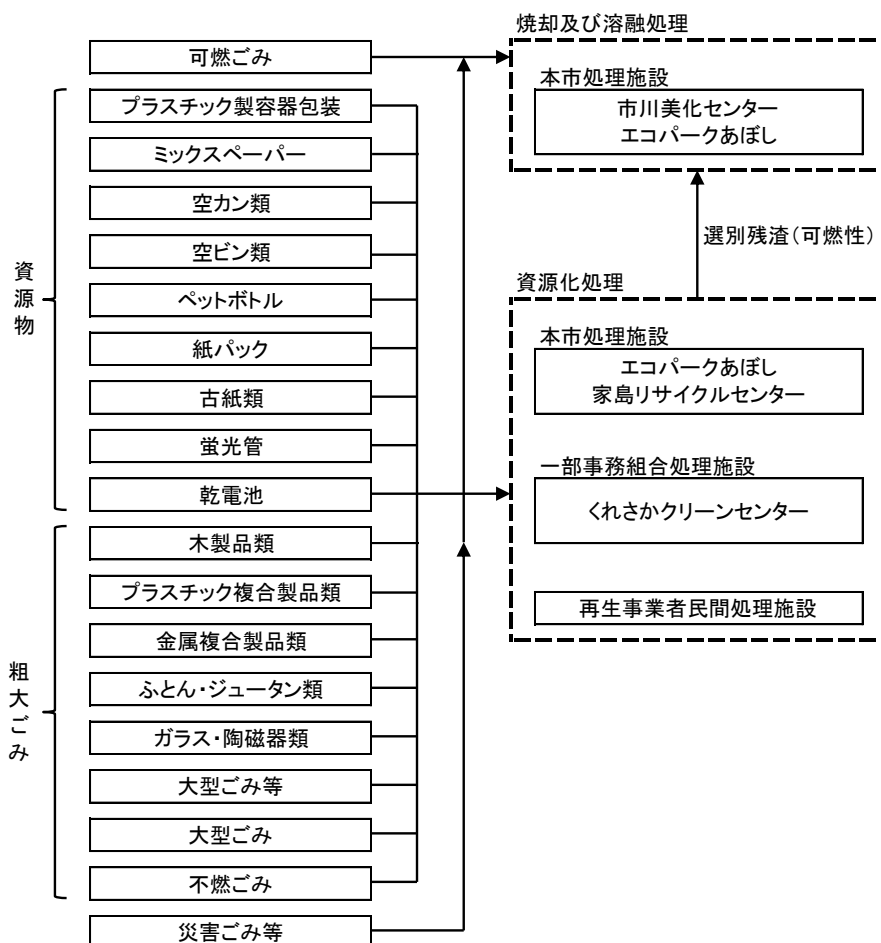 可燃ごみ
資源物
プラスチック製容器包装
ミックスペーパー
空カン類
空ビン類
ペットボトル
紙パック
古紙類
蛍光管
乾電池
粗大ごみ
木製品類
プラスチック複合製品類
金属複合製品類
ふとん・ジュータン類
ガラス・陶磁器類
大型ごみ等
大型ごみ
不燃ごみ
災害ごみ等
焼却及び溶融処理
本市処理施設
市川美化センター
エコパークあぼし
選別残渣(可燃性)
資源化処理
本市処理施設
エコパークあぼし
家島リサイクルセンター
一部事務組合処理施設
くれさかクリーンセンター
再生事業者民間処理施設